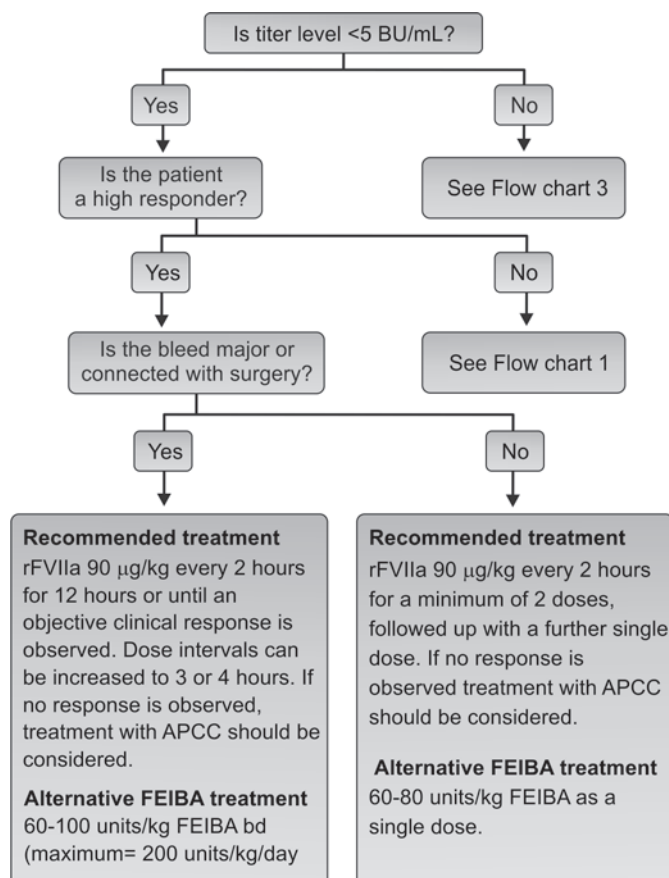 Is titer level <5 BU/mL?
Yes
No
Is the patient
a high responder?
See Flow chart 3
Yes
No
Is the bleed major or
connected with surgery?
See Flow chart 1
Yes
No
Recommended treatment
rFVIIa 90 μg/kg every 2 hours
for 12 hours or until an
objective clinical response is
observed. Dose intervals can
be increased to 3 or 4 hours. If
no response is observed,
treatment with APCC should be
considered.
Alternative FEIBA treatment
60-100 units/kg FEIBA bd
(maximum= 200 units/kg/day
Recommended treatment
rFVIIa 90 μg/kg every 2 hours
for a minimum of 2 doses,
followed up with a further single
dose. If no response is
observed treatment with APCC
should be considered.
Alternative FEIBA treatment
60-80 units/kg FEIBA as a
single dose.